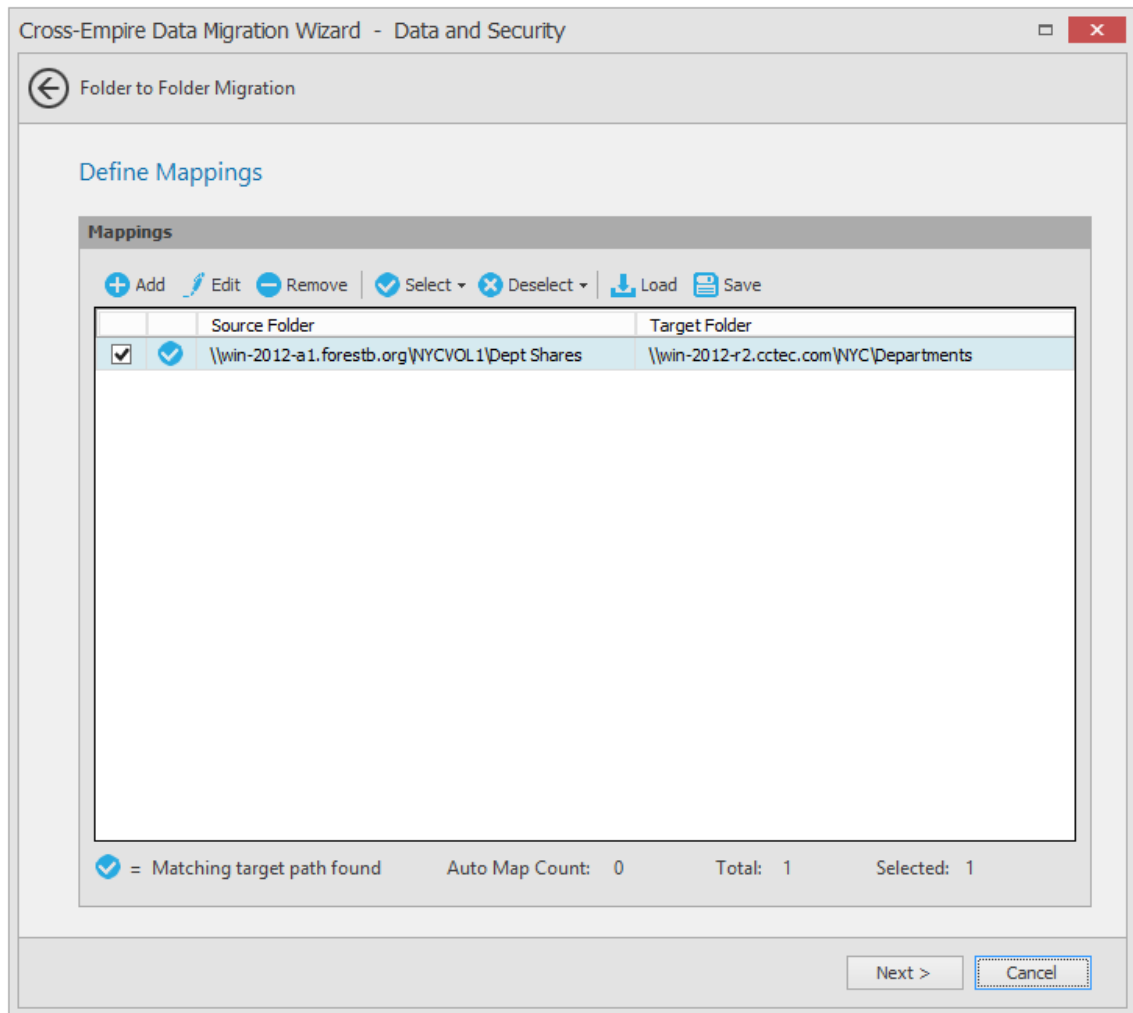 Cross-Empire Data Migration Wizard - Data and Security
Folder to Folder Migration
Define Mappings
Mappings
Add Edit Remove Select Deselect Load Save
Source Folder Target Folder
\\win-2012-a1.forestb.org\NYCVOL1\Dept Shares \\win-2012-r2.cctec.com\NYC\Departments
= Matching target path found Auto Map Count: 0 Total: 1 Selected: 1
Next > Cancel